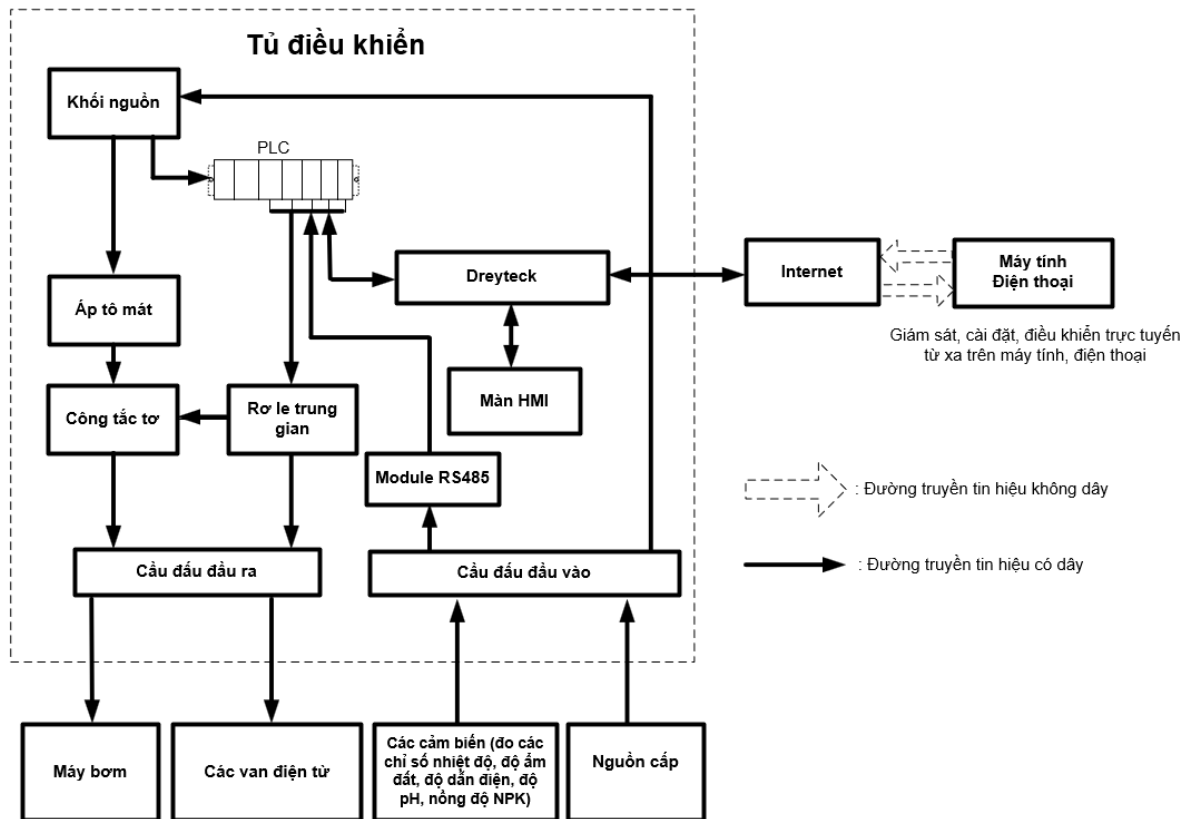 Tủ điều khiển
Khối nguồn
PLC
Dreyteck
Internet
Máy tính
Điện thoại
Giám sát, cài đặt, điều khiển trực tuyến
từ xa trên máy tính, điện thoại
Áp tô mát
Công tắc tơ
Rơ le trung
gian
Màn HMI
Module RS485
: Đường truyền tin hiệu không dây
Cầu đấu đầu ra
Cầu đấu đầu vào
: Đường truyền tin hiệu có dây
Máy bơm
Các van điện từ
Các cảm biến (đo các
chỉ số nhiệt độ, độ ẩm
đất, độ dẫn điện, độ
pH, nồng độ NPK)
Nguồn cấp